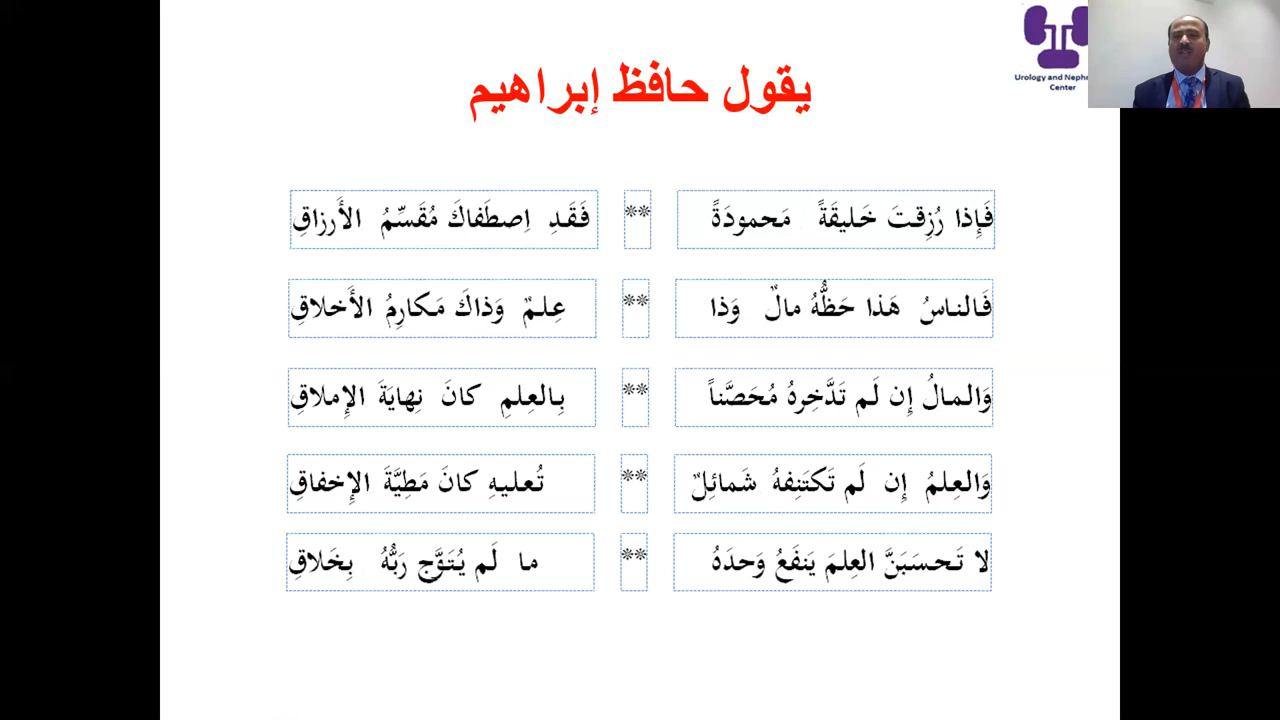 Urology and Nephr
Center
يقول حافظ إبراهيم
فَإِذا رُزِقتَ خَليقَةً مَحمودَةً ** فَقَدِ اِصطَفاكَ مُقَسِّمُ الأَرزاقِ
فَالناسُ هَذا حَظُّهُ مالٌ وَذا ** عِلمٌ وَذاكَ مَكارِمُ الأَخلاقِ
وَالمالُ إِن لَم تَدَّخِرهُ مُحَصَّناً ** بِالعِلمِ كانَ نِهايَةَ الإِملاقِ
وَالعِلمُ إِن لَم تَكتَنِفهُ شَمائِلٌ ** تُعليهِ كانَ مَطِيَّةَ الإِخفاقِ
لا تَحسَبَنَّ العِلمَ يَنفَعُ وَحدَهُ ** ما لَم يُتَوَّج رَبُّهُ بِخَلاقِ